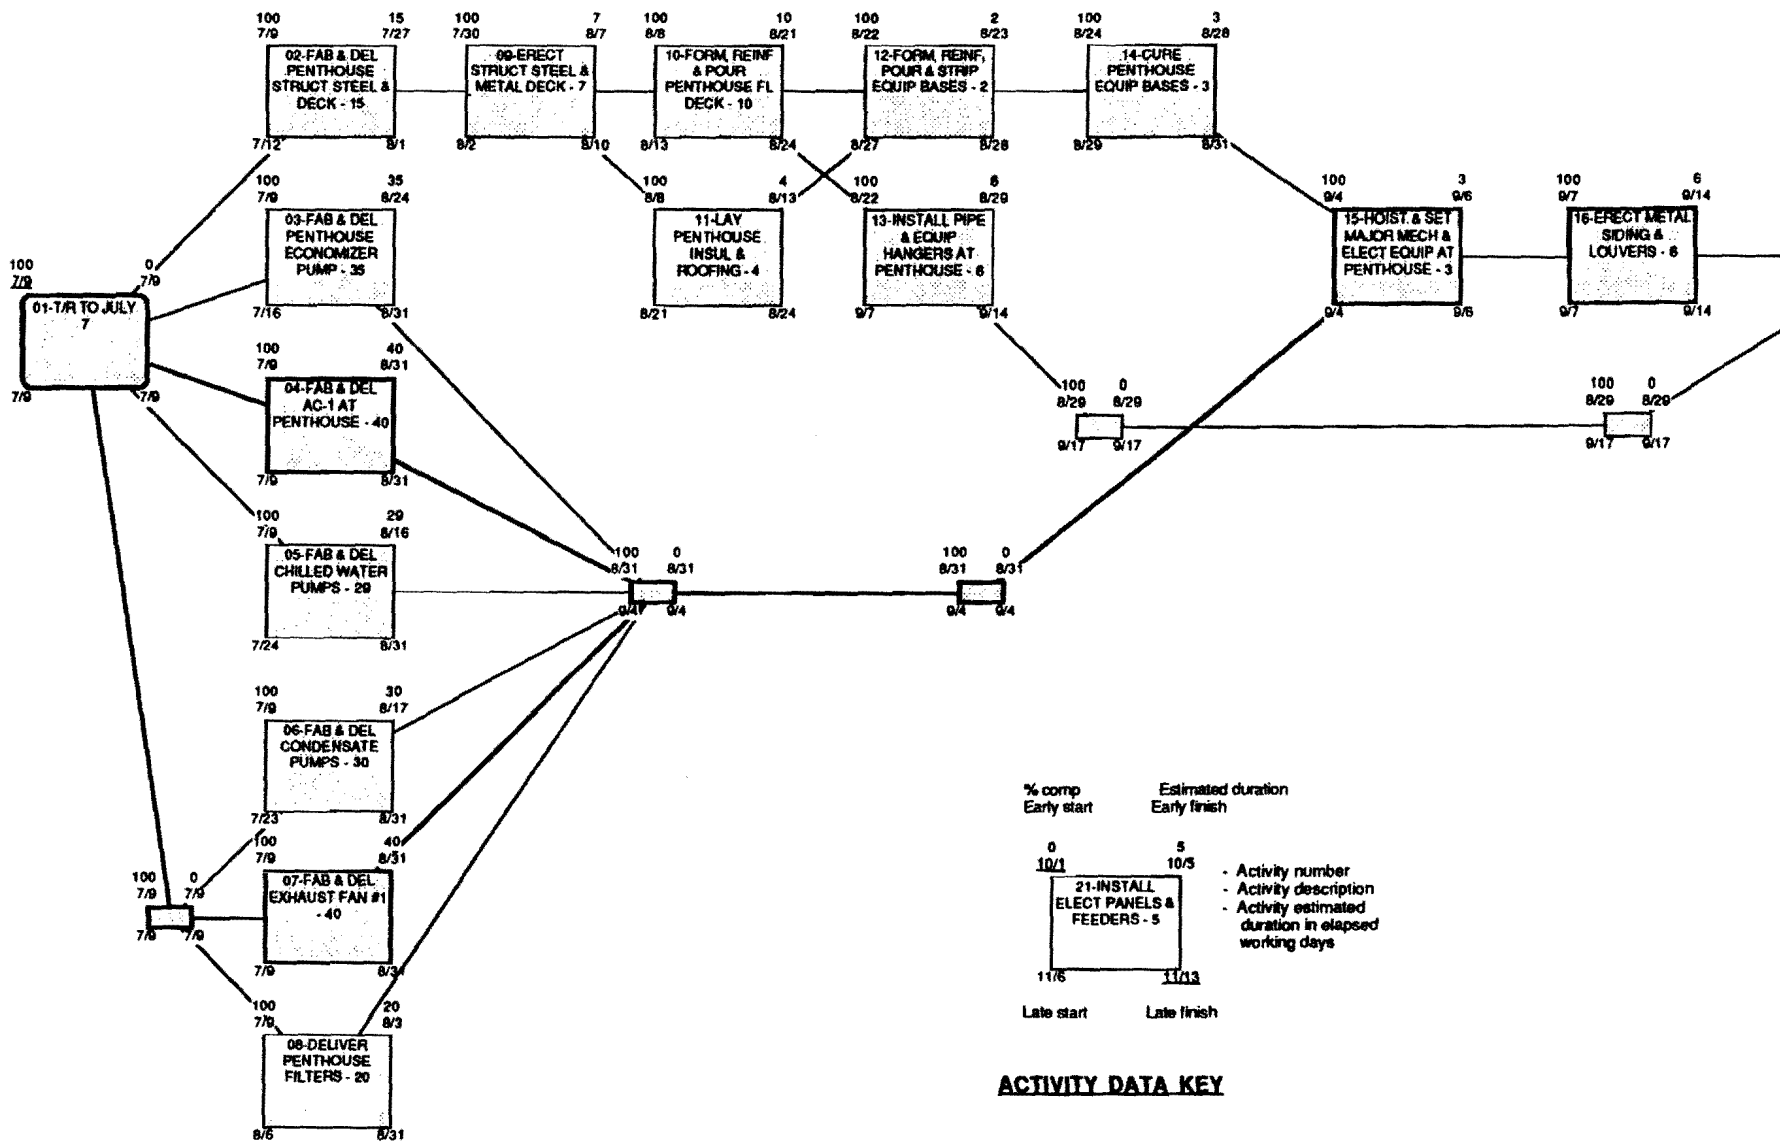 100 15
7/9 7/27
02-FAB & DEL
PENTHOUSE
STRUCT STEEL &
DECK - 15
7/12 8/1
100 7
7/30 8/7
09-ERECT
STRUCT STEEL &
METAL DECK - 7
8/2 8/10
100 10
8/8 8/21
10-FORM, REINF
& POUR
PENTHOUSE FL
DECK - 10
8/13 8/24
100 2
8/22 8/23
12-FORM, REINF,
POUR & STRIP
EQUIP BASES - 2
8/27 8/28
100 3
8/24 8/28
14-CURE
PENTHOUSE
EQUIP BASES - 3
8/29 8/31
100 35
7/9 8/24
03-FAB & DEL
PENTHOUSE
ECONOMIZER
PUMP - 35
7/16 8/31
100 4
8/8 8/13
11-LAY
PENTHOUSE
INSUL &
ROOFING - 4
8/21 8/24
100 6
8/22 8/29
13-INSTALL PIPE
& EQUIP
HANGERS AT
PENTHOUSE - 6
9/7 9/14
100 3
9/4 9/6
15-HOIST. & SET
MAJOR MECH &
ELECT EQUIP AT
PENTHOUSE - 3
9/4 9/6
100 6
9/7 9/14
16-ERECT METAL
SIDING &
LOUVERS - 6
9/7 9/14
100 0
7/9 7/9
01-T/R TO JULY
7
7/9 7/9
100 40
7/9 8/31
04-FAB & DEL
AC-1 AT
PENTHOUSE - 40
7/9 8/31
100 0
8/29 8/29
9/17 9/17
100 0
8/29 8/29
9/17 9/17
100 29
7/9 8/16
05-FAB & DEL
CHILLED WATER
PUMPS - 29
7/24 8/31
100 0
8/31 8/31
9/4 9/4
100 0
8/31 8/31
9/4 9/4
100 30
7/9 8/17
06-FAB & DEL
CONDENSATE
PUMPS - 30
7/23 8/31
100 0
7/9 7/9
7/9 7/9
100 40
7/9 8/31
07-FAB & DEL
EXHAUST FAN #1
- 40
7/9 8/31
100 20
7/9 8/3
08-DELIVER
PENTHOUSE
FILTERS - 20
8/6 8/31
% comp Estimated duration
Early start Early finish
0 5
10/1 10/5
21-INSTALL
ELECT PANELS &
FEEDERS - 5
11/6 11/13
- Activity number
- Activity description
- Activity estimated
duration in elapsed
working days
Late start Late finish
ACTIVITY DATA KEY